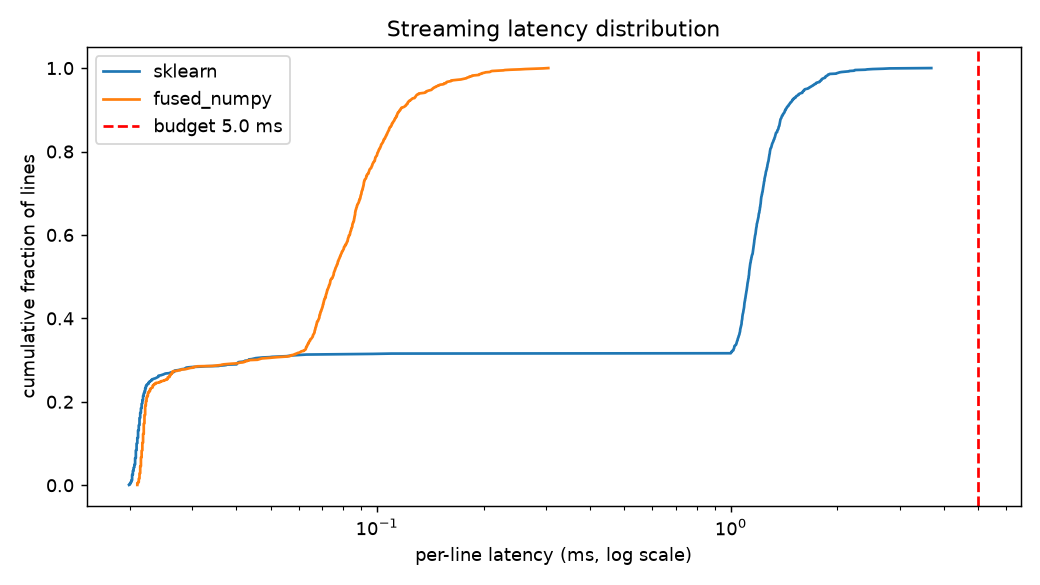 Streaming latency distribution
sklearn
fused_numpy
budget 5.0 ms
1.0
0.8
0.6
0.4
0.2
0.0
cumulative fraction of lines
10⁻¹
10⁰
per-line latency (ms, log scale)